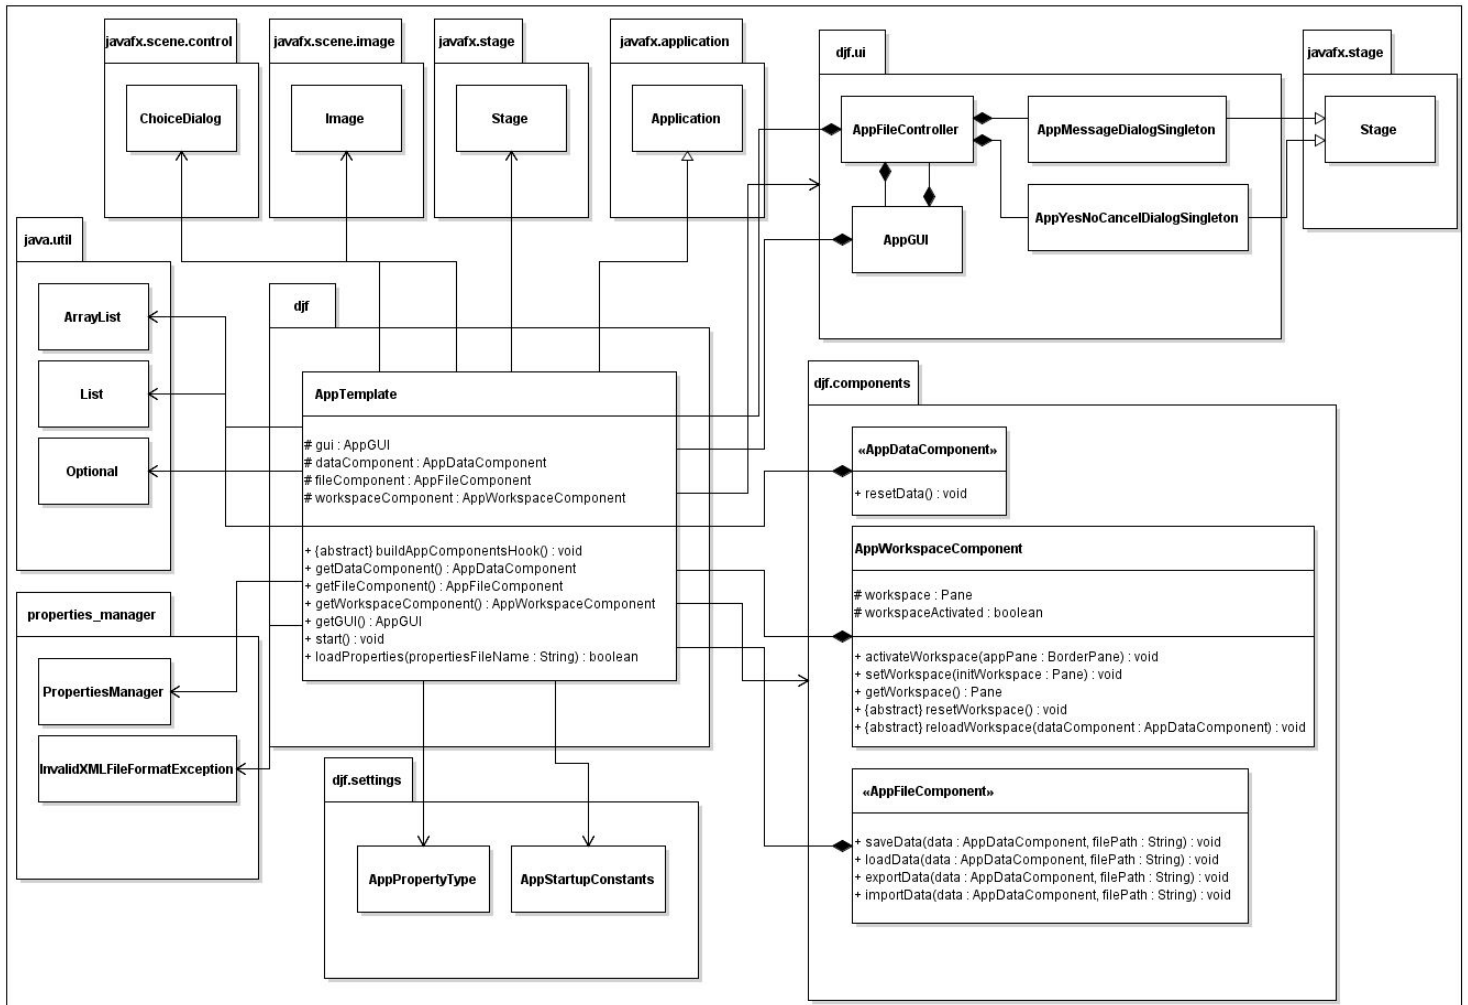 javafx.scene.control
ChoiceDialog
javafx.scene.image
Image
javafx.stage
Stage
javafx.application
Application
djf.ui
AppFileController
AppMessageDialogSingleton
AppYesNoCancelDialogSingleton
AppGUI
javafx.stage
Stage
java.util
ArrayList
List
Optional
djf
AppTemplate
# gui : AppGUI
# dataComponent : AppDataComponent
# fileComponent : AppFileComponent
# workspaceComponent : AppWorkspaceComponent
+ {abstract} buildAppComponentsHook() : void
+ getDataComponent() : AppDataComponent
+ getFileComponent() : AppFileComponent
+ getWorkspaceComponent() : AppWorkspaceComponent
+ getGUI() : AppGUI
+ start() : void
+ loadProperties(propertiesFileName : String) : boolean
djf.components
«AppDataComponent»
+ resetData() : void
AppWorkspaceComponent
# workspace : Pane
# workspaceActivated : boolean
+ activateWorkspace(appPane : BorderPane) : void
+ setWorkspace(initWorkspace : Pane) : void
+ getWorkspace() : Pane
+ {abstract} resetWorkspace() : void
+ {abstract} reloadWorkspace(dataComponent : AppDataComponent) : void
«AppFileComponent»
+ saveData(data : AppDataComponent, filePath : String) : void
+ loadData(data : AppDataComponent, filePath : String) : void
+ exportData(data : AppDataComponent, filePath : String) : void
+ importData(data : AppDataComponent, filePath : String) : void
properties_manager
PropertiesManager
InvalidXMLFileFormatException
djf.settings
AppPropertyType
AppStartupConstants